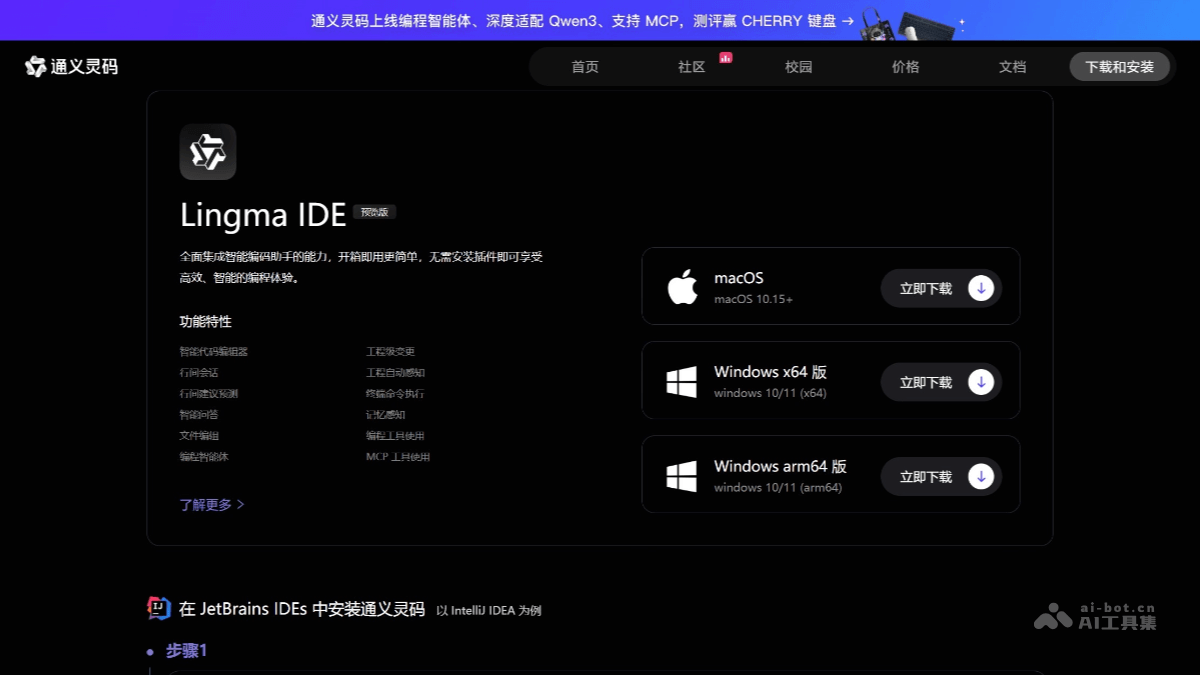 通义灵码上线编程智能体、深度适配 Qwen3、支持 MCP，测评赢 CHERRY 键盘 →
通义灵码
首页
社区
校园
价格
文档
下载和安装
Lingma IDE
预览版
全面集成智能编码助手的能力，开箱即用更简单，无需安装插件即可享受
高效、智能的编程体验。
功能特性
智能代码编辑器
工程级变更
行间会话
工程自动感知
行间建议预测
终端命令执行
智能问答
记忆感知
文件编辑
编程工具使用
编程智能体
MCP 工具使用
了解更多 >
macOS
macOS 10.15+
立即下载
Windows x64 版
windows 10/11 (x64)
立即下载
Windows arm64 版
windows 10/11 (arm64)
立即下载
在 JetBrains IDEs 中安装通义灵码 以 IntelliJ IDEA 为例
步骤1
ai-bot.cn
AI工具集